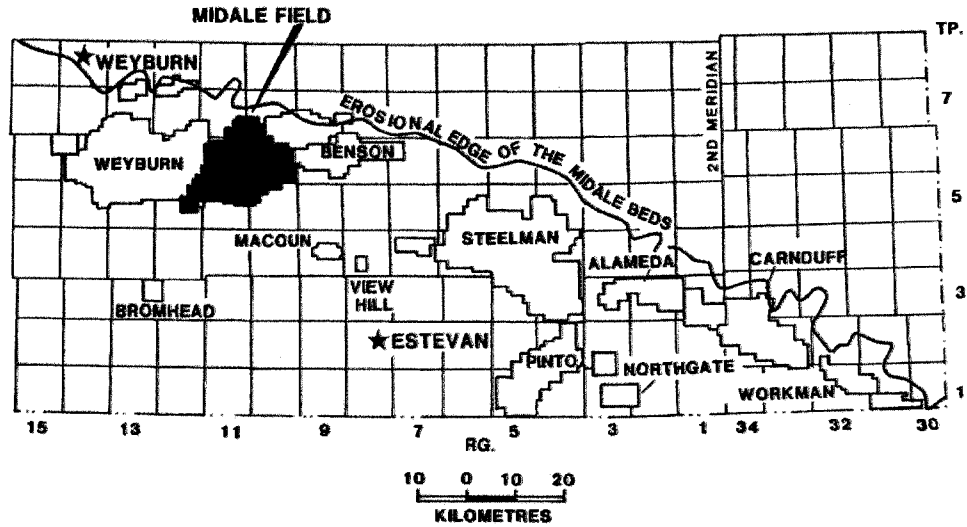 MIDALE FIELD
TP.
WEYBURN
7
2ND MERIDIAN
EROSIONAL EDGE OF THE MIDALE BEDS
WEYBURN
BENSON
5
MACOUN
STEELMAN
ALAMEDA
CARNDUFF
VIEW
HILL
3
BROMHEAD
ESTEVAN
PINTO
NORTHGATE
WORKMAN
1
15 13 11 9 7 5 3 1 34 32 30
RG.
10 0 10 20
KILOMETRES